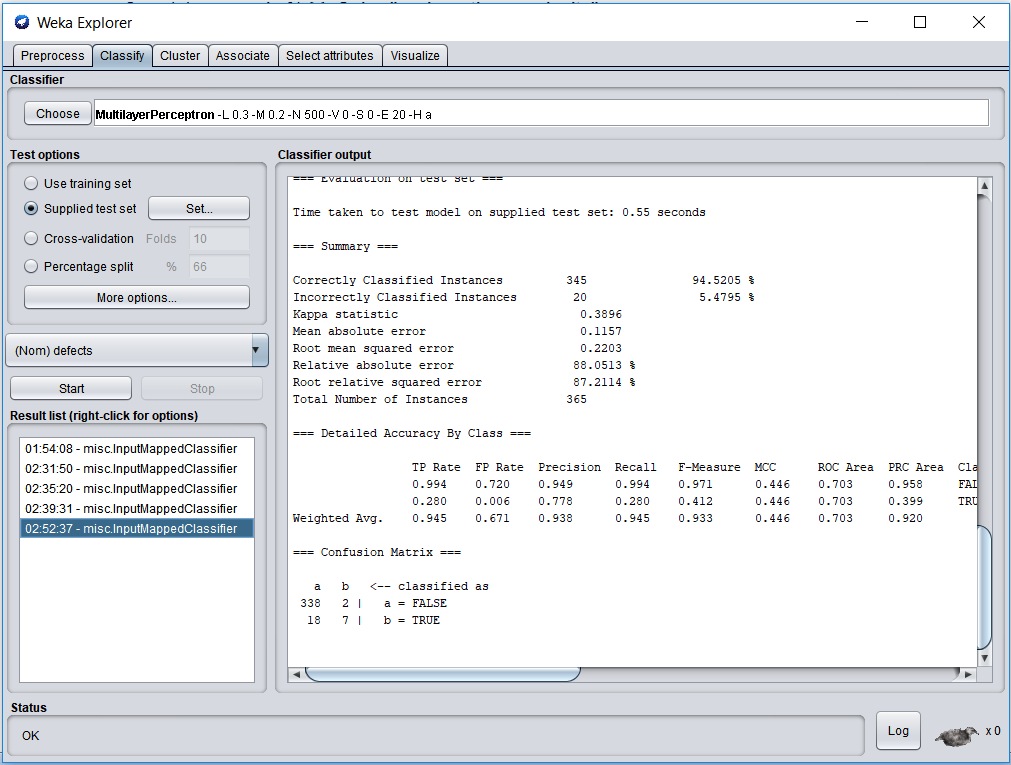 Weka Explorer
Preprocess Classify Cluster Associate Select attributes Visualize
Classifier
Choose MultilayerPerceptron -L 0.3 -M 0.2 -N 500 -V 0 -S 0 -E 20 -H a
Test options
Use training set
Supplied test set Set...
Cross-validation Folds 10
Percentage split % 66
More options...
(Nom) defects
Start Stop
Result list (right-click for options)
01:54:08 - misc.InputMappedClassifier
02:31:50 - misc.InputMappedClassifier
02:35:20 - misc.InputMappedClassifier
02:39:31 - misc.InputMappedClassifier
02:52:37 - misc.InputMappedClassifier
Classifier output
=== Evaluation on test set ===
Time taken to test model on supplied test set: 0.55 seconds
=== Summary ===
Correctly Classified Instances 345 94.5205 %
Incorrectly Classified Instances 20 5.4795 %
Kappa statistic 0.3896
Mean absolute error 0.1157
Root mean squared error 0.2203
Relative absolute error 88.0513 %
Root relative squared error 87.2114 %
Total Number of Instances 365
=== Detailed Accuracy By Class ===
TP Rate FP Rate Precision Recall F-Measure MCC ROC Area PRC Area Cla
0.994 0.720 0.949 0.994 0.971 0.446 0.703 0.958 FAL
0.280 0.006 0.778 0.280 0.412 0.446 0.703 0.399 TRU
Weighted Avg. 0.945 0.671 0.938 0.945 0.933 0.446 0.703 0.920
=== Confusion Matrix ===
a b <-- classified as
338 2 | a = FALSE
18 7 | b = TRUE
Status
OK
Log x 0